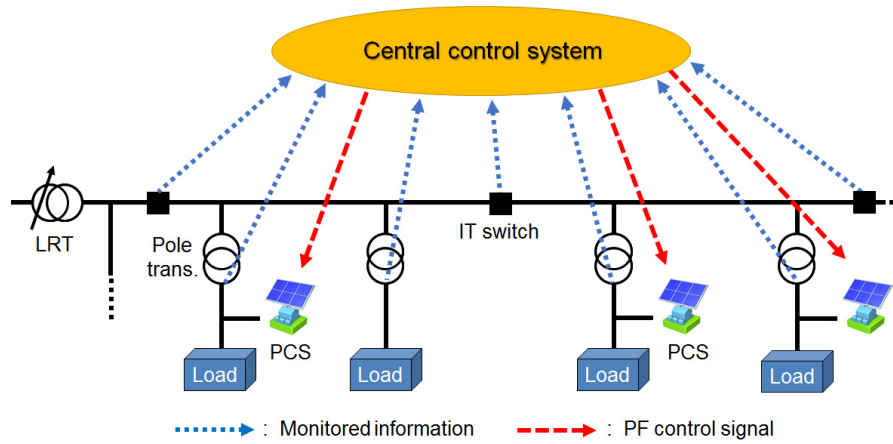 Central control system
LRT
Pole
trans.
IT switch
PCS
PCS
Load
Load
Load
Load
: Monitored information
: PF control signal